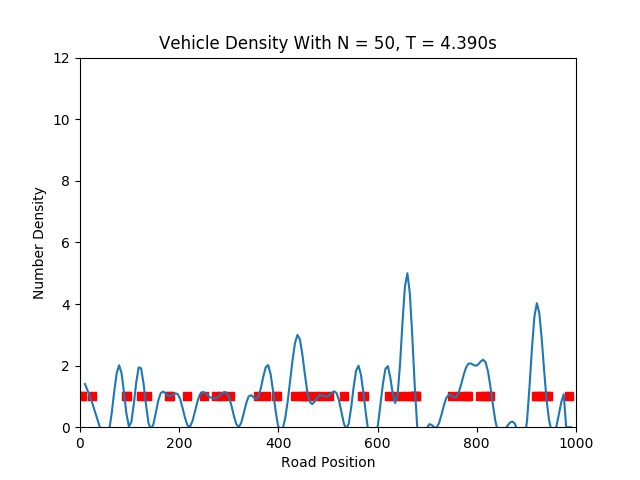 Vehicle Density With N = 50, T = 4.390s
12
10
8
6
4
2
0
Number Density
0 200 400 600 800 1000
Road Position